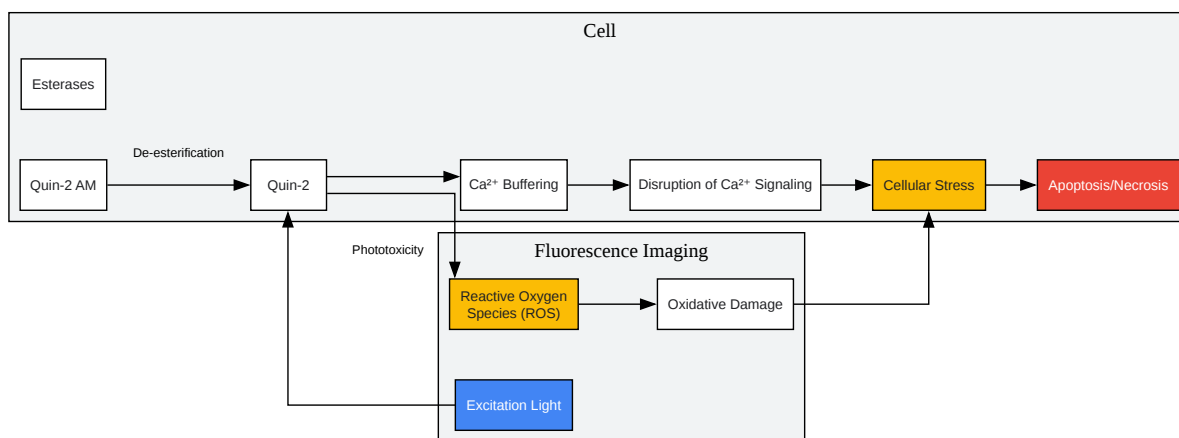 Cell
Esterases
De-esterification
Quin-2 AM
Quin-2
Ca²⁺ Buffering
Disruption of Ca²⁺ Signaling
Cellular Stress
Apoptosis/Necrosis
Phototoxicity
Fluorescence Imaging
Reactive Oxygen
Species (ROS)
Oxidative Damage
Excitation Light